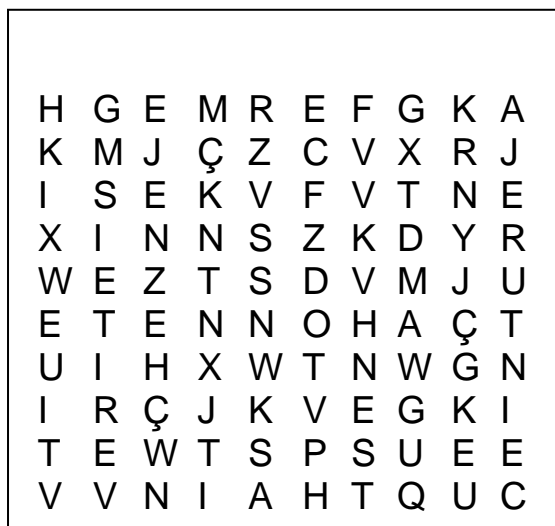 H G E M R E F G K A
K M J Ç Z C V X R J
I S E K V F V T N E
X I N N S Z K D Y R
W E Z T S D V M J U
E T E N N O H A Ç T
U I H X W T N W G N
I R Ç J K V E G K I
T E W T S P S U E E
V V N I A H T Q U C